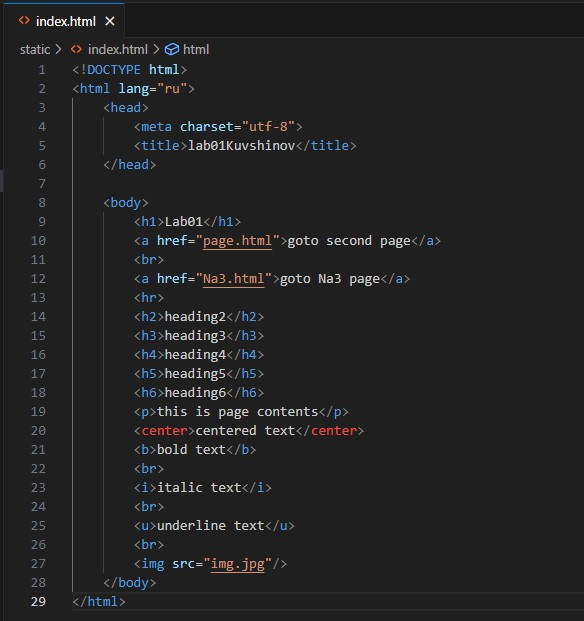 index.html
static > index.html > html
1 <!DOCTYPE html>
2 <html lang="ru">
3     <head>
4         <meta charset="utf-8">
5         <title>lab01Kuvshinov</title>
6     </head>
7
8     <body>
9         <h1>Lab01</h1>
10         <a href="page.html">goto second page</a>
11         <br>
12         <a href="Na3.html">goto Na3 page</a>
13         <hr>
14         <h2>heading2</h2>
15         <h3>heading3</h3>
16         <h4>heading4</h4>
17         <h5>heading5</h5>
18         <h6>heading6</h6>
19         <p>this is page contents</p>
20         <center>centered text</center>
21         <b>bold text</b>
22         <br>
23         <i>italic text</i>
24         <br>
25         <u>underline text</u>
26         <br>
27         <img src="img.jpg"/>
28     </body>
29 </html>